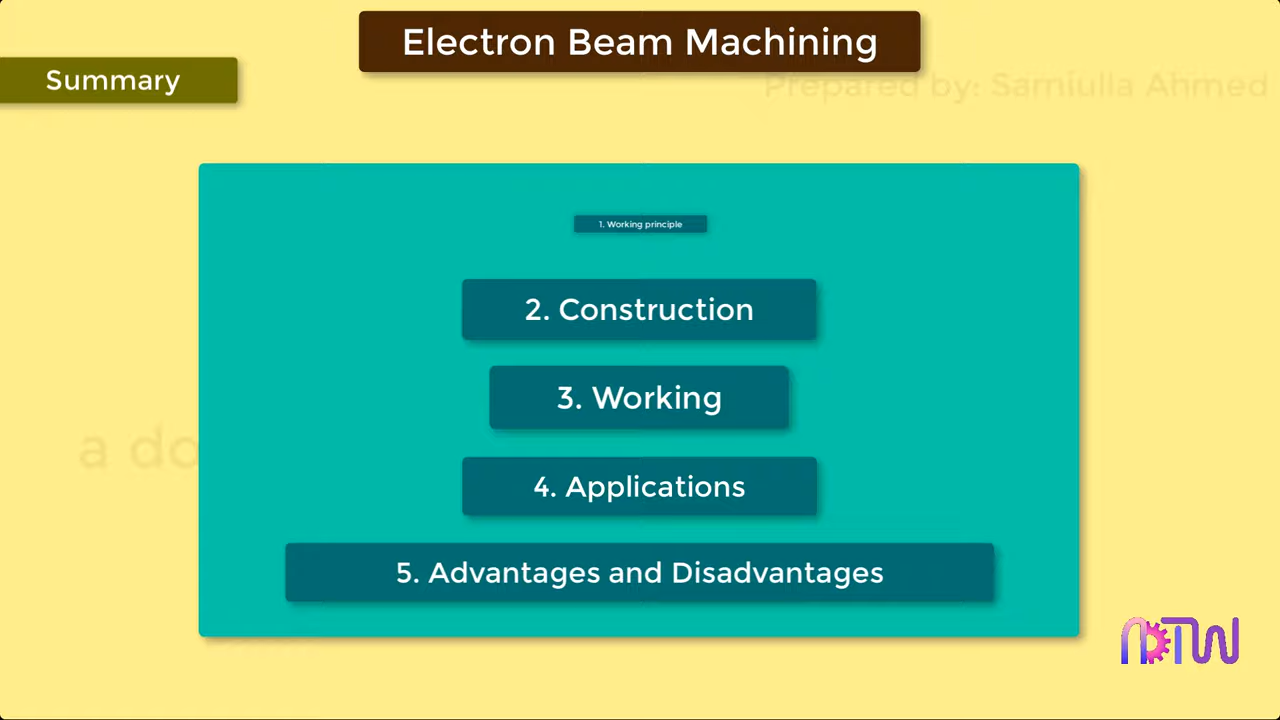 Electron Beam Machining
Summary
Prepared by: Samiulla Ahmed
1. Working principle
2. Construction
3. Working
a do
4. Applications
5. Advantages and Disadvantages